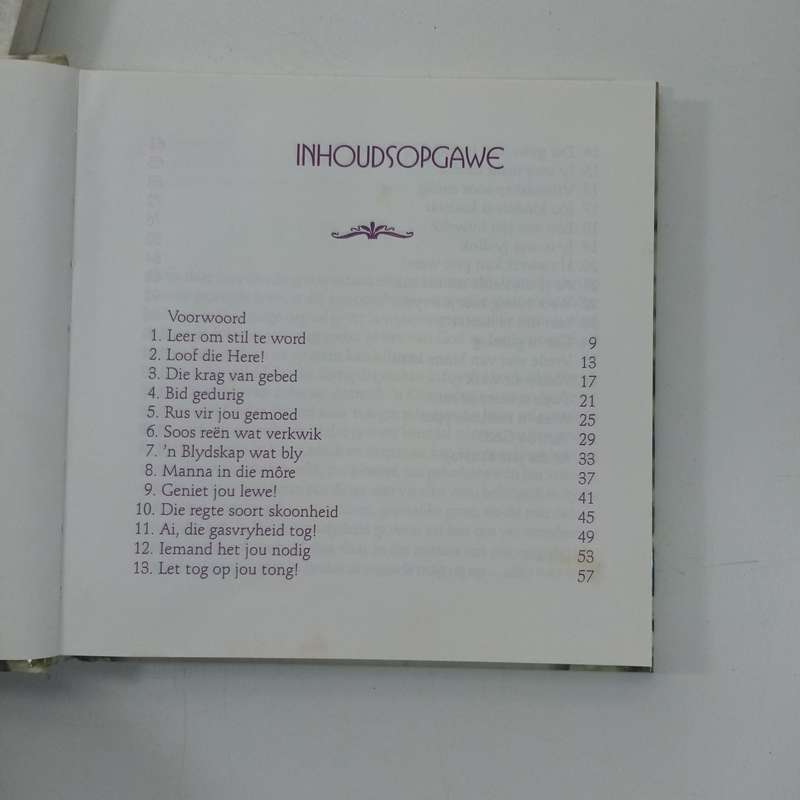 INHOUDSOPGAWE
Voorwoord
1. Leer om stil te word 9
2. Loof die Here! 13
3. Die krag van gebed 17
4. Bid gedurig 21
5. Rus vir jou gemoed 25
6. Soos reën wat verkwik 29
7. 'n Blydskap wat bly 33
8. Manna in die môre 37
9. Geniet jou lewe! 41
10. Die regte soort skoonheid 45
11. Ai, die gasvryheid tog! 49
12. Iemand het jou nodig 53
13. Let tog op jou tong! 57